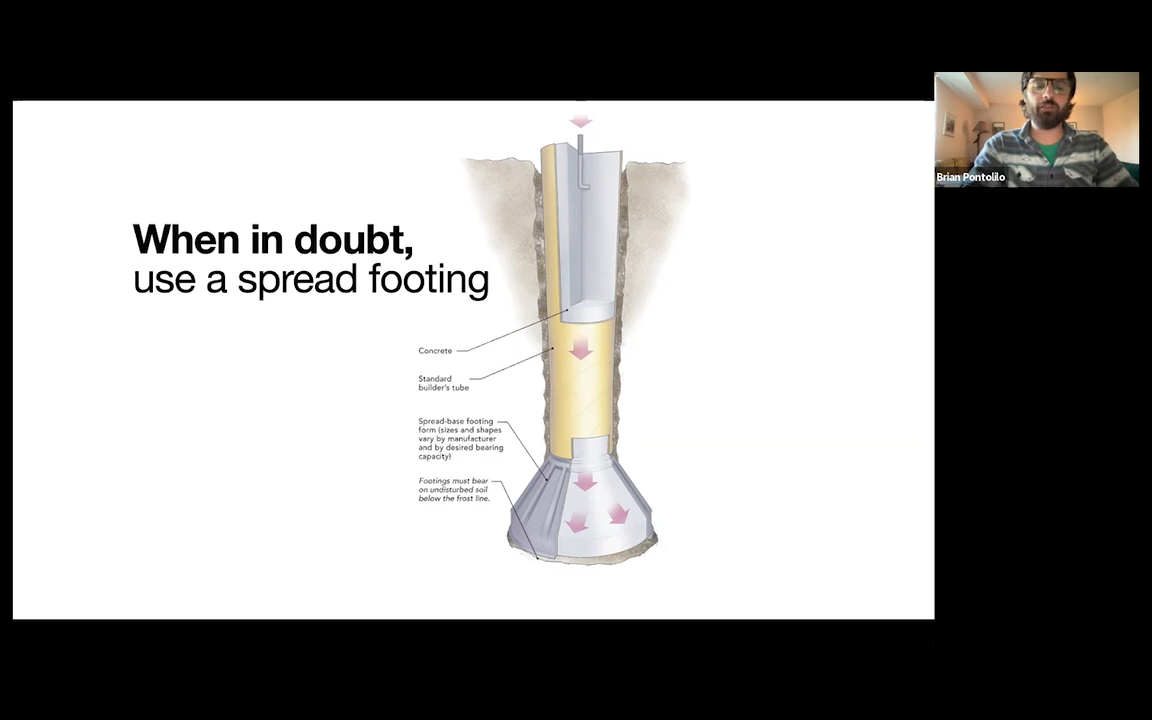 When in doubt,
use a spread footing
Concrete
Standard
builder's tube
Spread-base footing
form (sizes and shapes
vary by manufacturer
and by desired bearing
capacity)
Footings must bear
on undisturbed soil
below the frost line.
Brian Pontolilo